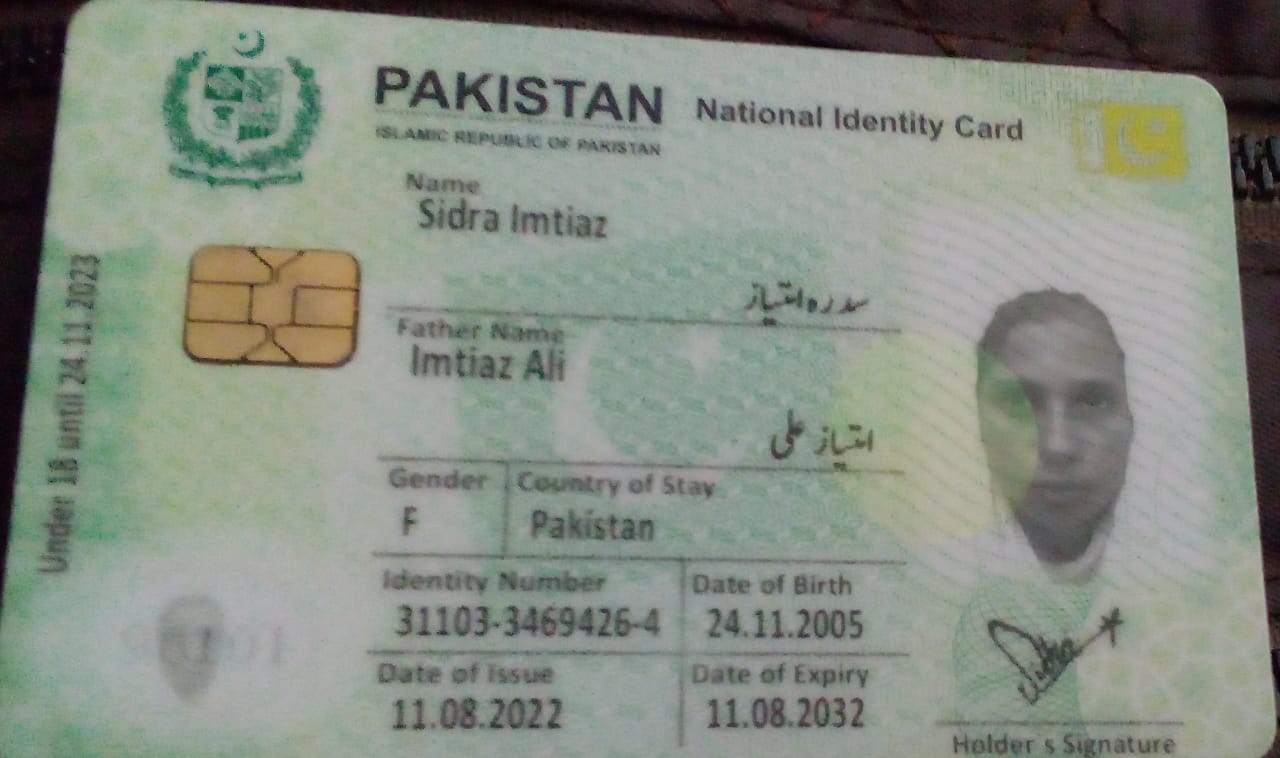 PAKISTAN National Identity Card
ISLAMIC REPUBLIC OF PAKISTAN
Name
Sidra Imtiaz
سدرہ امتیاز
Father Name
Imtiaz Ali
امتیاز علی
Gender Country of Stay
F Pakistan
Identity Number Date of Birth
31103-3469426-4 24.11.2005
Date of Issue Date of Expiry
11.08.2022 11.08.2032
Holder's Signature
Sidra
Under 18 until 24.11.2023